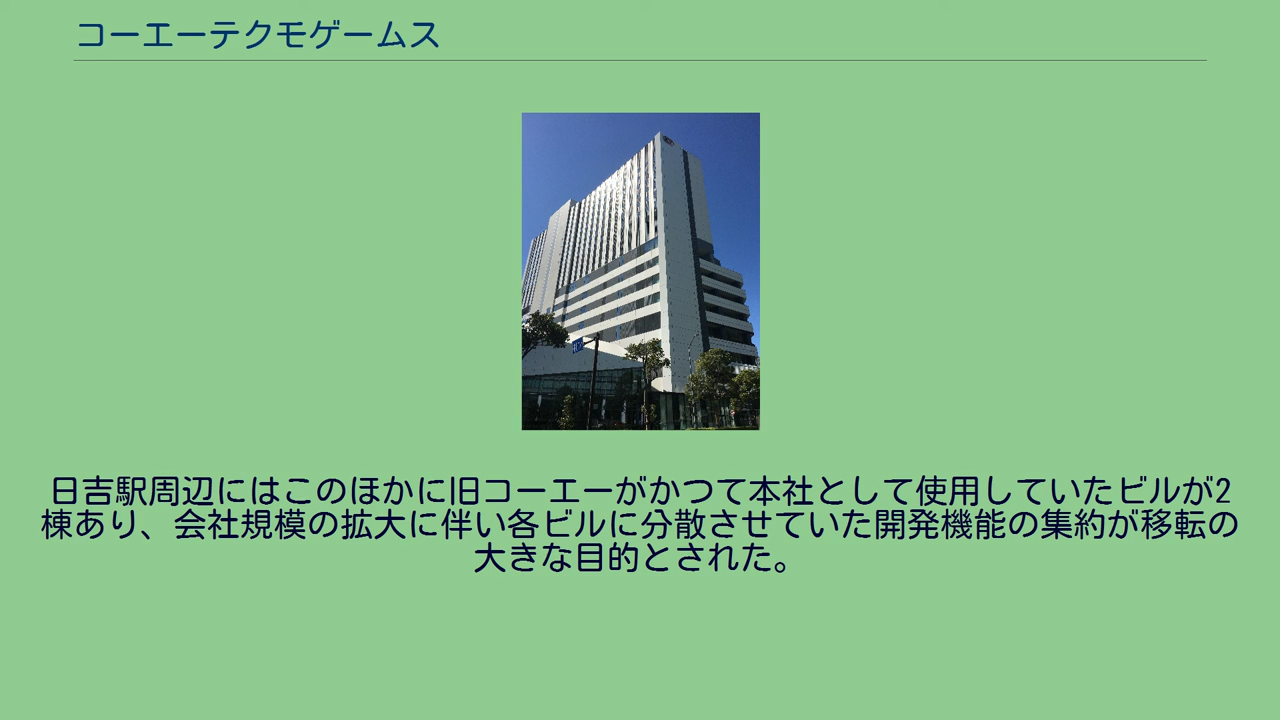 コーエーテクモゲームス
日吉駅周辺にはこのほかに旧コーエーがかつて本社として使用していたビルが2
棟あり、会社規模の拡大に伴い各ビルに分散させていた開発機能の集約が移転の
大きな目的とされた。